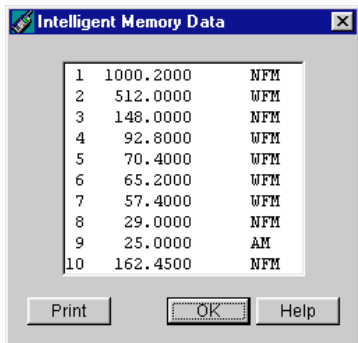 Intelligent Memory Data
1 1000.2000 NFM
2 512.0000 WFM
3 148.0000 NFM
4 92.8000 WFM
5 70.4000 WFM
6 65.2000 WFM
7 57.4000 WFM
8 29.0000 NFM
9 25.0000 AM
10 162.4500 NFM
Print OK Help